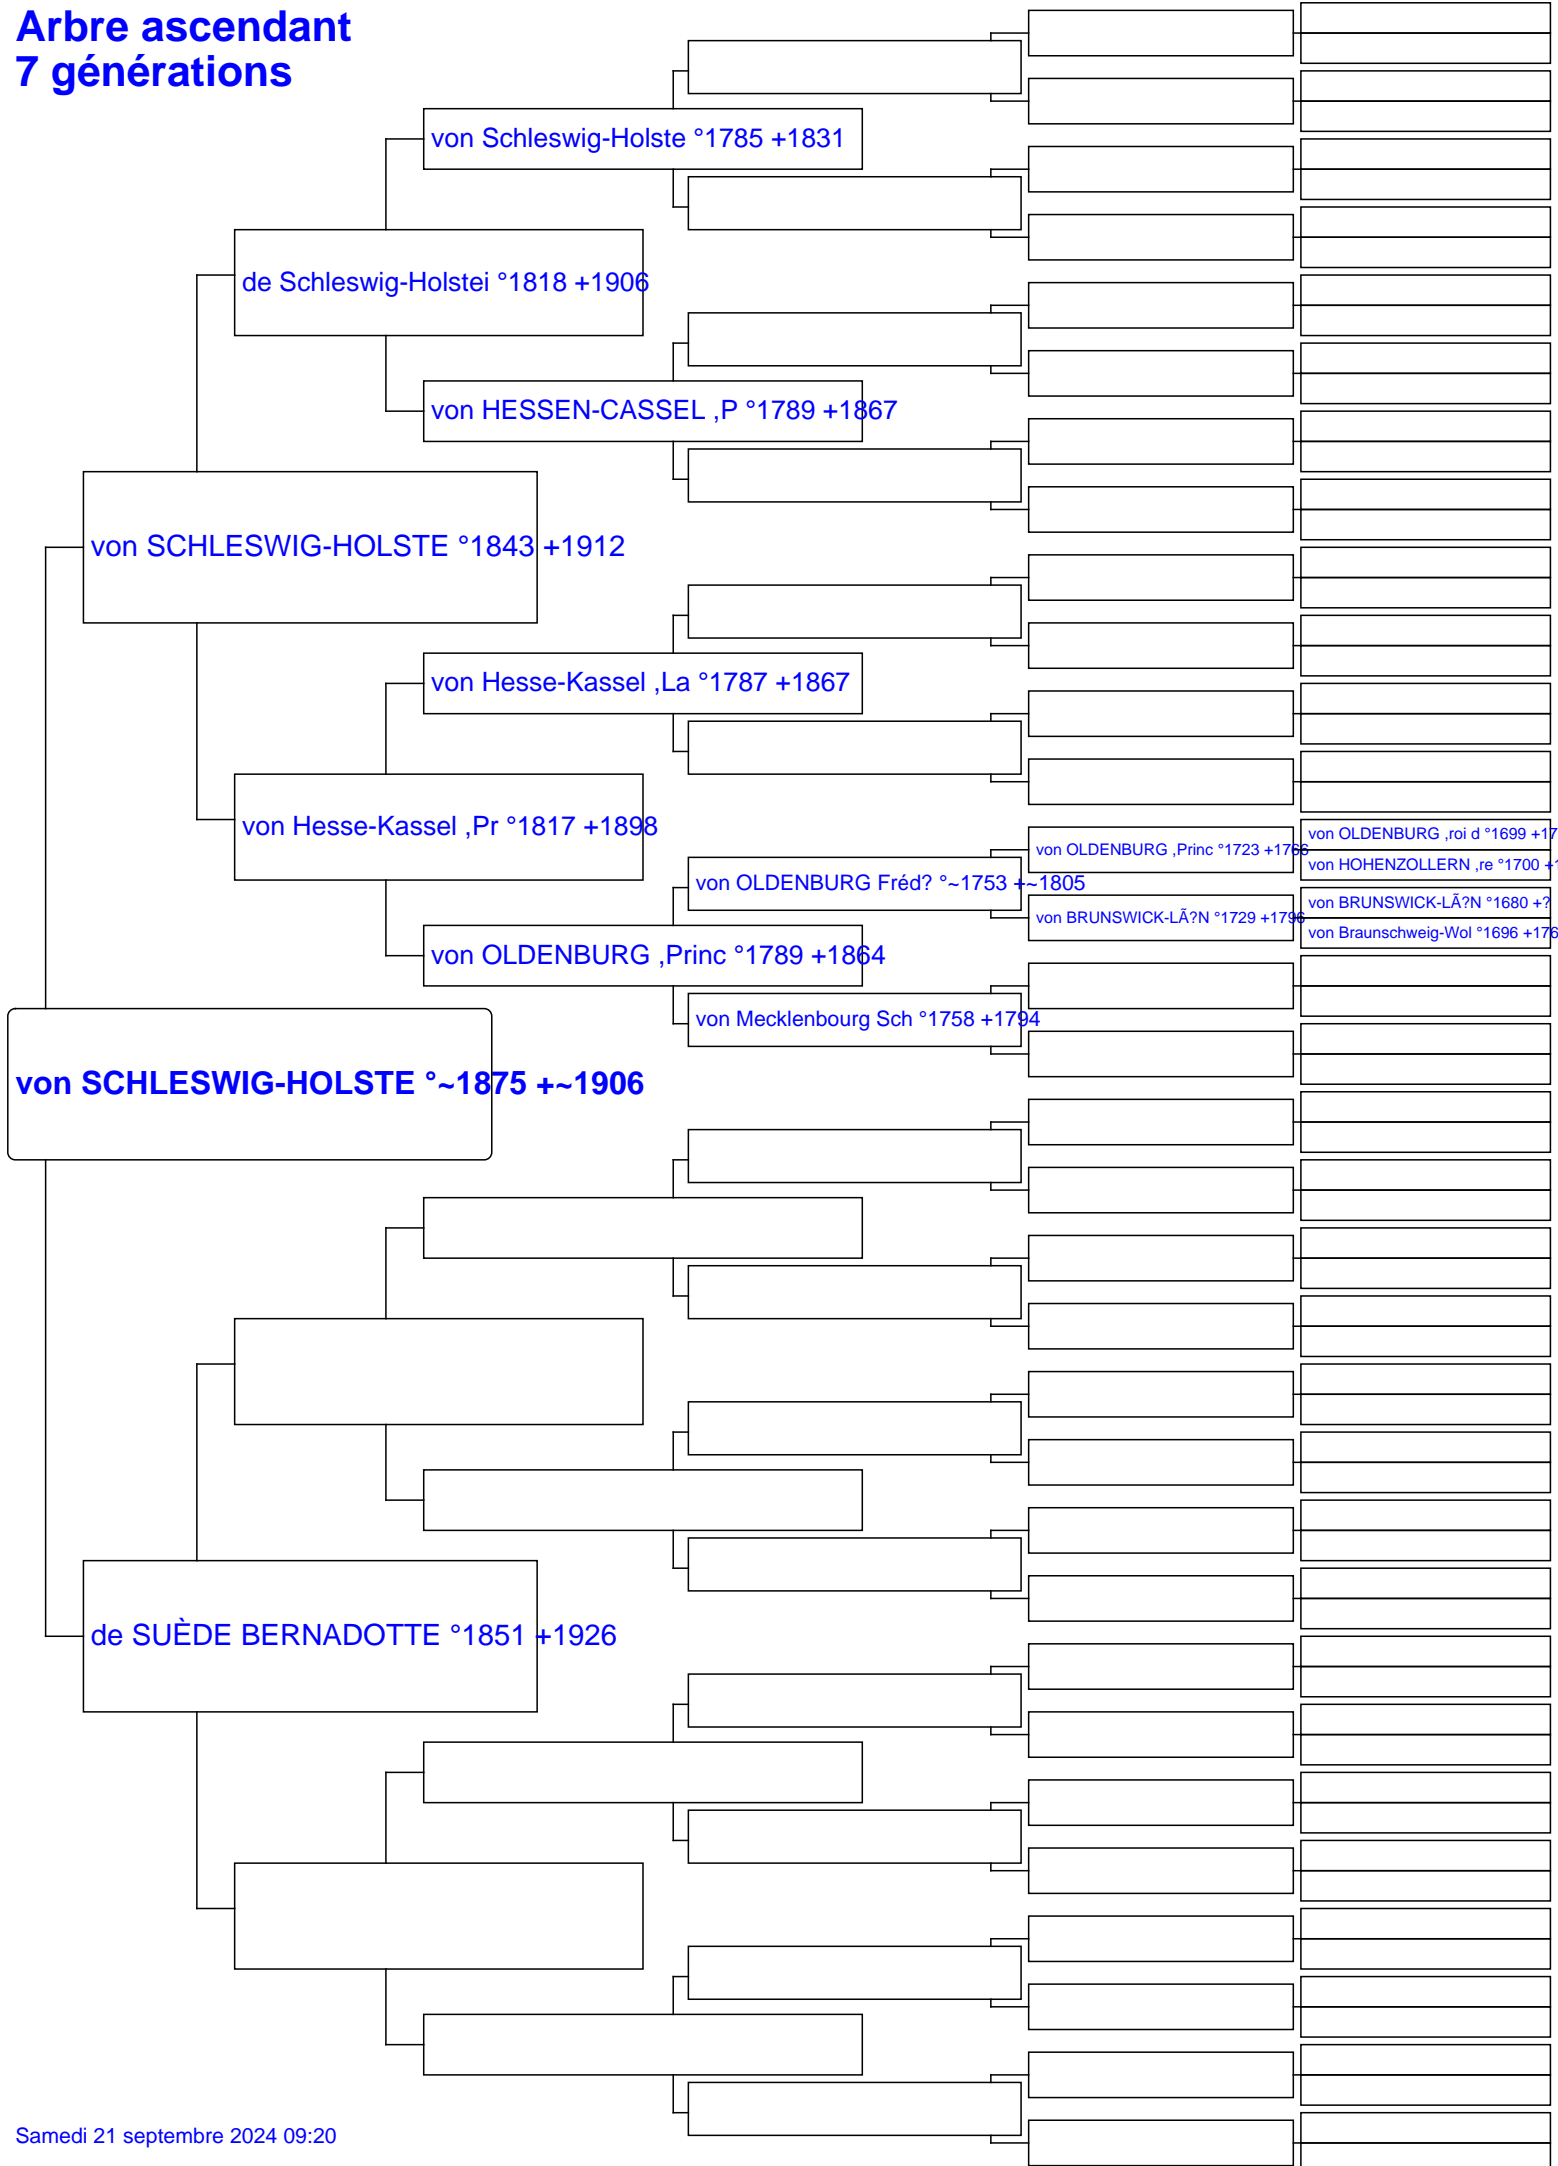 Arbre ascendant
7 générations
von Schleswig-Holste °1785 +1831
de Schleswig-Holstei °1818 +1906
von HESSEN-CASSEL ,P °1789 +1867
von SCHLESWIG-HOLSTE °1843 +1912
von Hesse-Kassel ,La °1787 +1867
von Hesse-Kassel ,Pr °1817 +1898
von OLDENBURG ,roi d °1699 +17
von OLDENBURG ,Princ °1723 +1766
von HOHENZOLLERN ,re °1700 +1
von OLDENBURG Fréd? °~1753 +~1805
von BRUNSWICK-LÃ?N °1680 +?
von BRUNSWICK-LÃ?N °1729 +1796
von Braunschweig-Wol °1696 +176
von OLDENBURG ,Princ °1789 +1864
von Mecklenbourg Sch °1758 +1794
von SCHLESWIG-HOLSTE °~1875 +~1906
de SUÈDE BERNADOTTE °1851 +1926
Samedi 21 septembre 2024 09:20